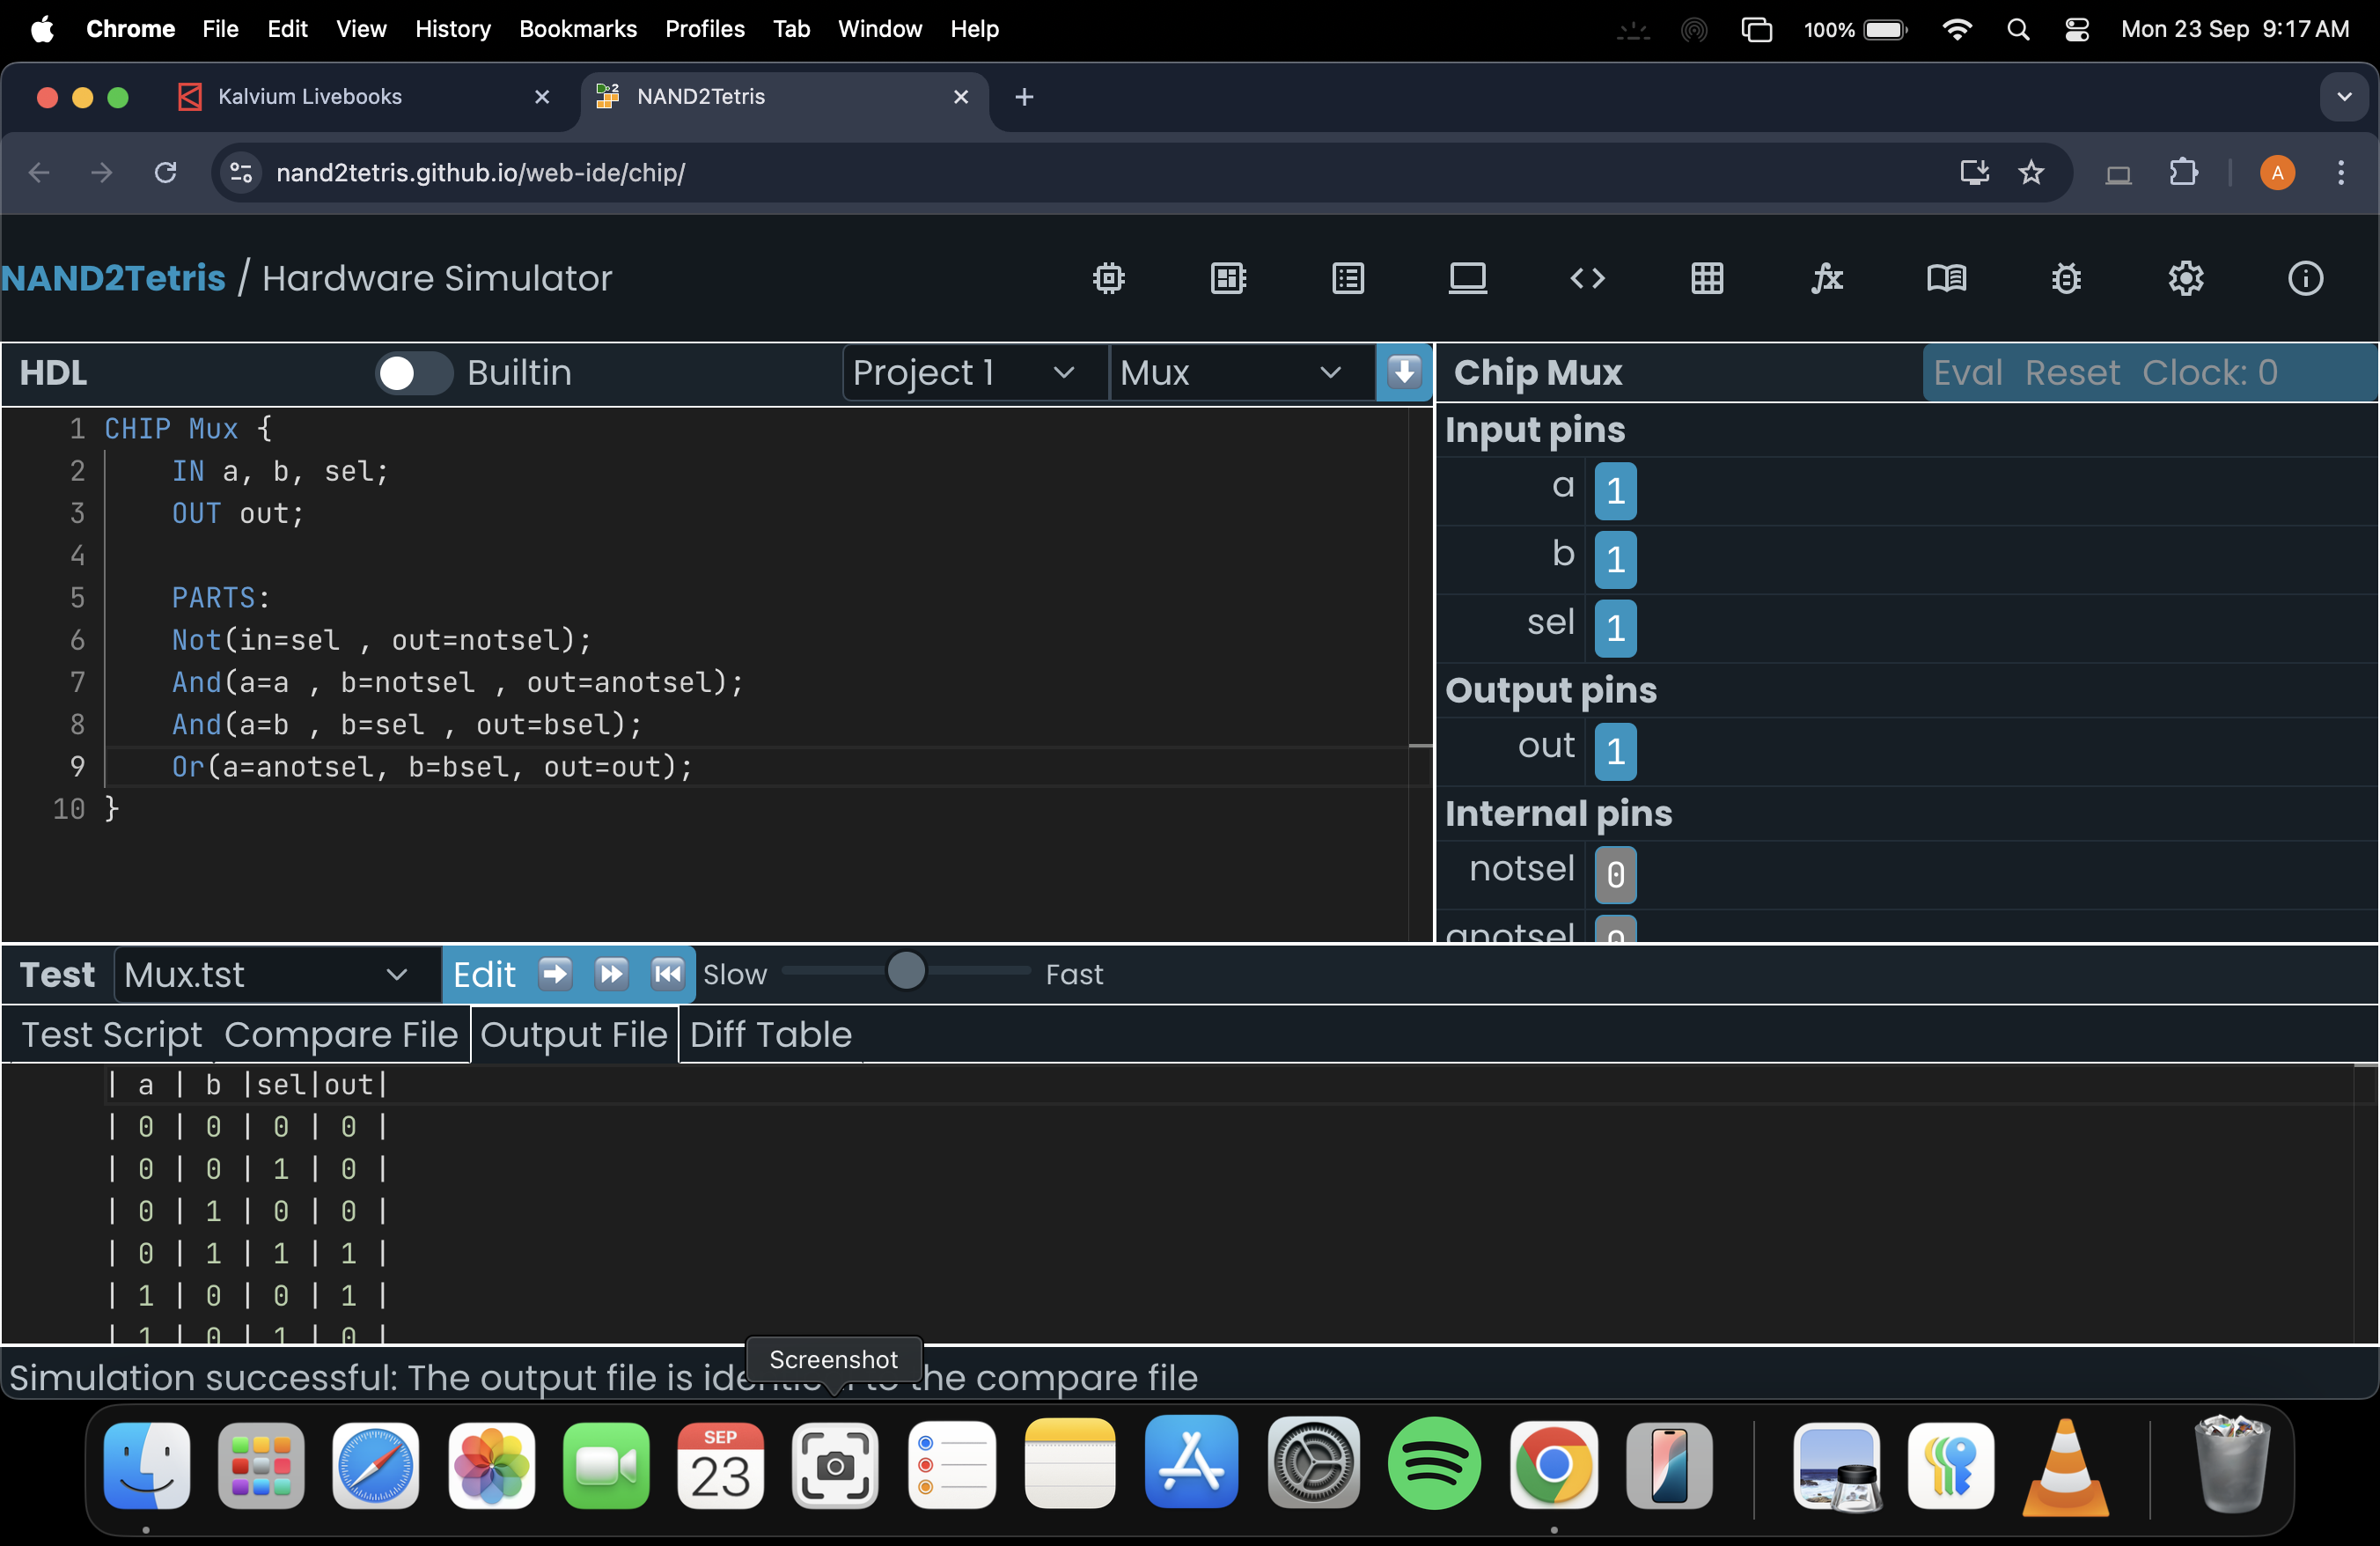 Chrome File Edit View History Bookmarks Profiles Tab Window Help 100% Mon 23 Sep 9:17 AM
Kalvium Livebooks NAND2Tetris
nand2tetris.github.io/web-ide/chip/ A
NAND2Tetris / Hardware Simulator
HDL Builtin Project 1 Mux
1 CHIP Mux {
2 IN a, b, sel;
3 OUT out;
4
5 PARTS:
6 Not(in=sel , out=notsel);
7 And(a=a , b=notsel , out=anotsel);
8 And(a=b , b=sel , out=bsel);
9 Or(a=anotsel, b=bsel, out=out);
10 }
Chip Mux Eval Reset Clock: 0
Input pins
a 1
b 1
sel 1
Output pins
out 1
Internal pins
notsel 0
anotsel 0
Test Mux.tst Edit Slow Fast
Test Script Compare File Output File Diff Table
| a | b |sel|out|
| 0 | 0 | 0 | 0 |
| 0 | 0 | 1 | 0 |
| 0 | 1 | 0 | 0 |
| 0 | 1 | 1 | 1 |
| 1 | 0 | 0 | 1 |
| 1 | 0 | 1 | 0 |
Screenshot
Simulation successful: The output file is identical to the compare file
SEP
23